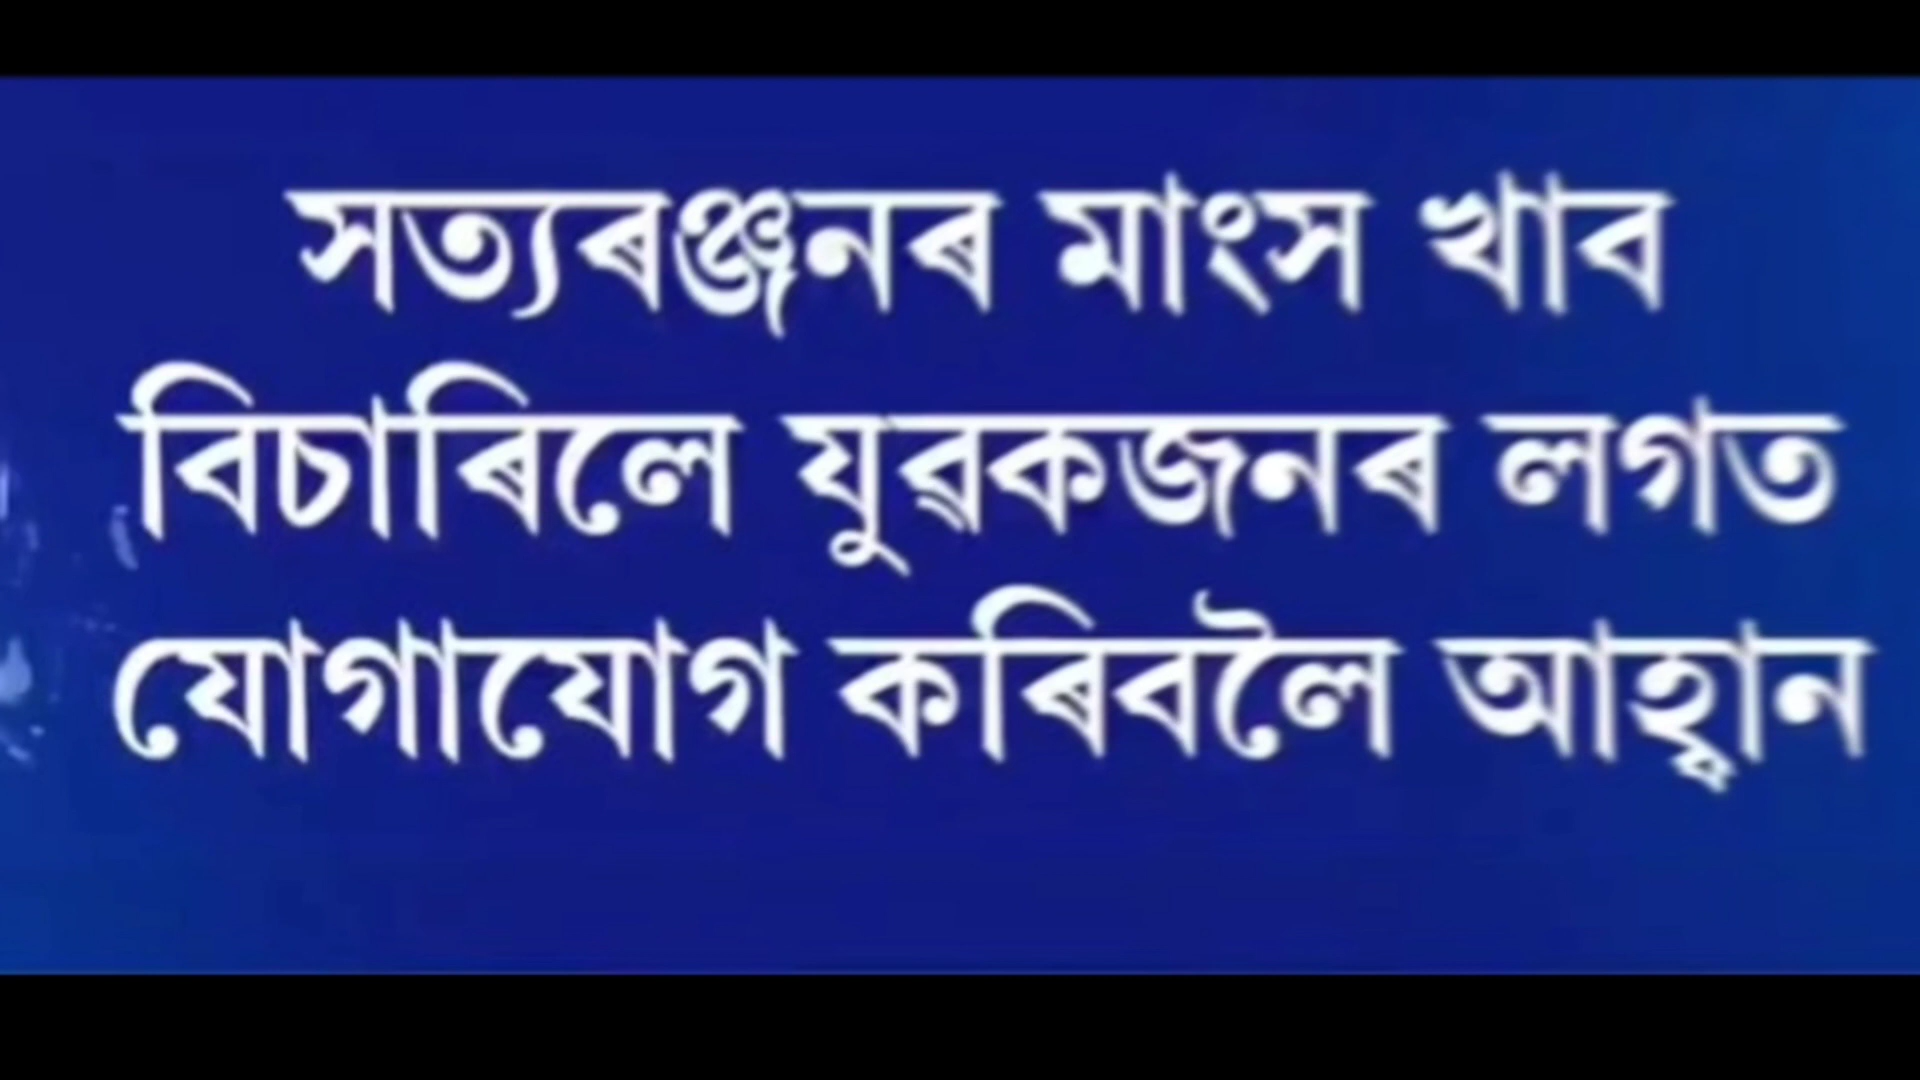 সত্যৰঞ্জনৰ মাংস খাব
বিচাৰিলে যুৱকজনৰ লগত
যোগাযোগ কৰিবলৈ আহ্বান